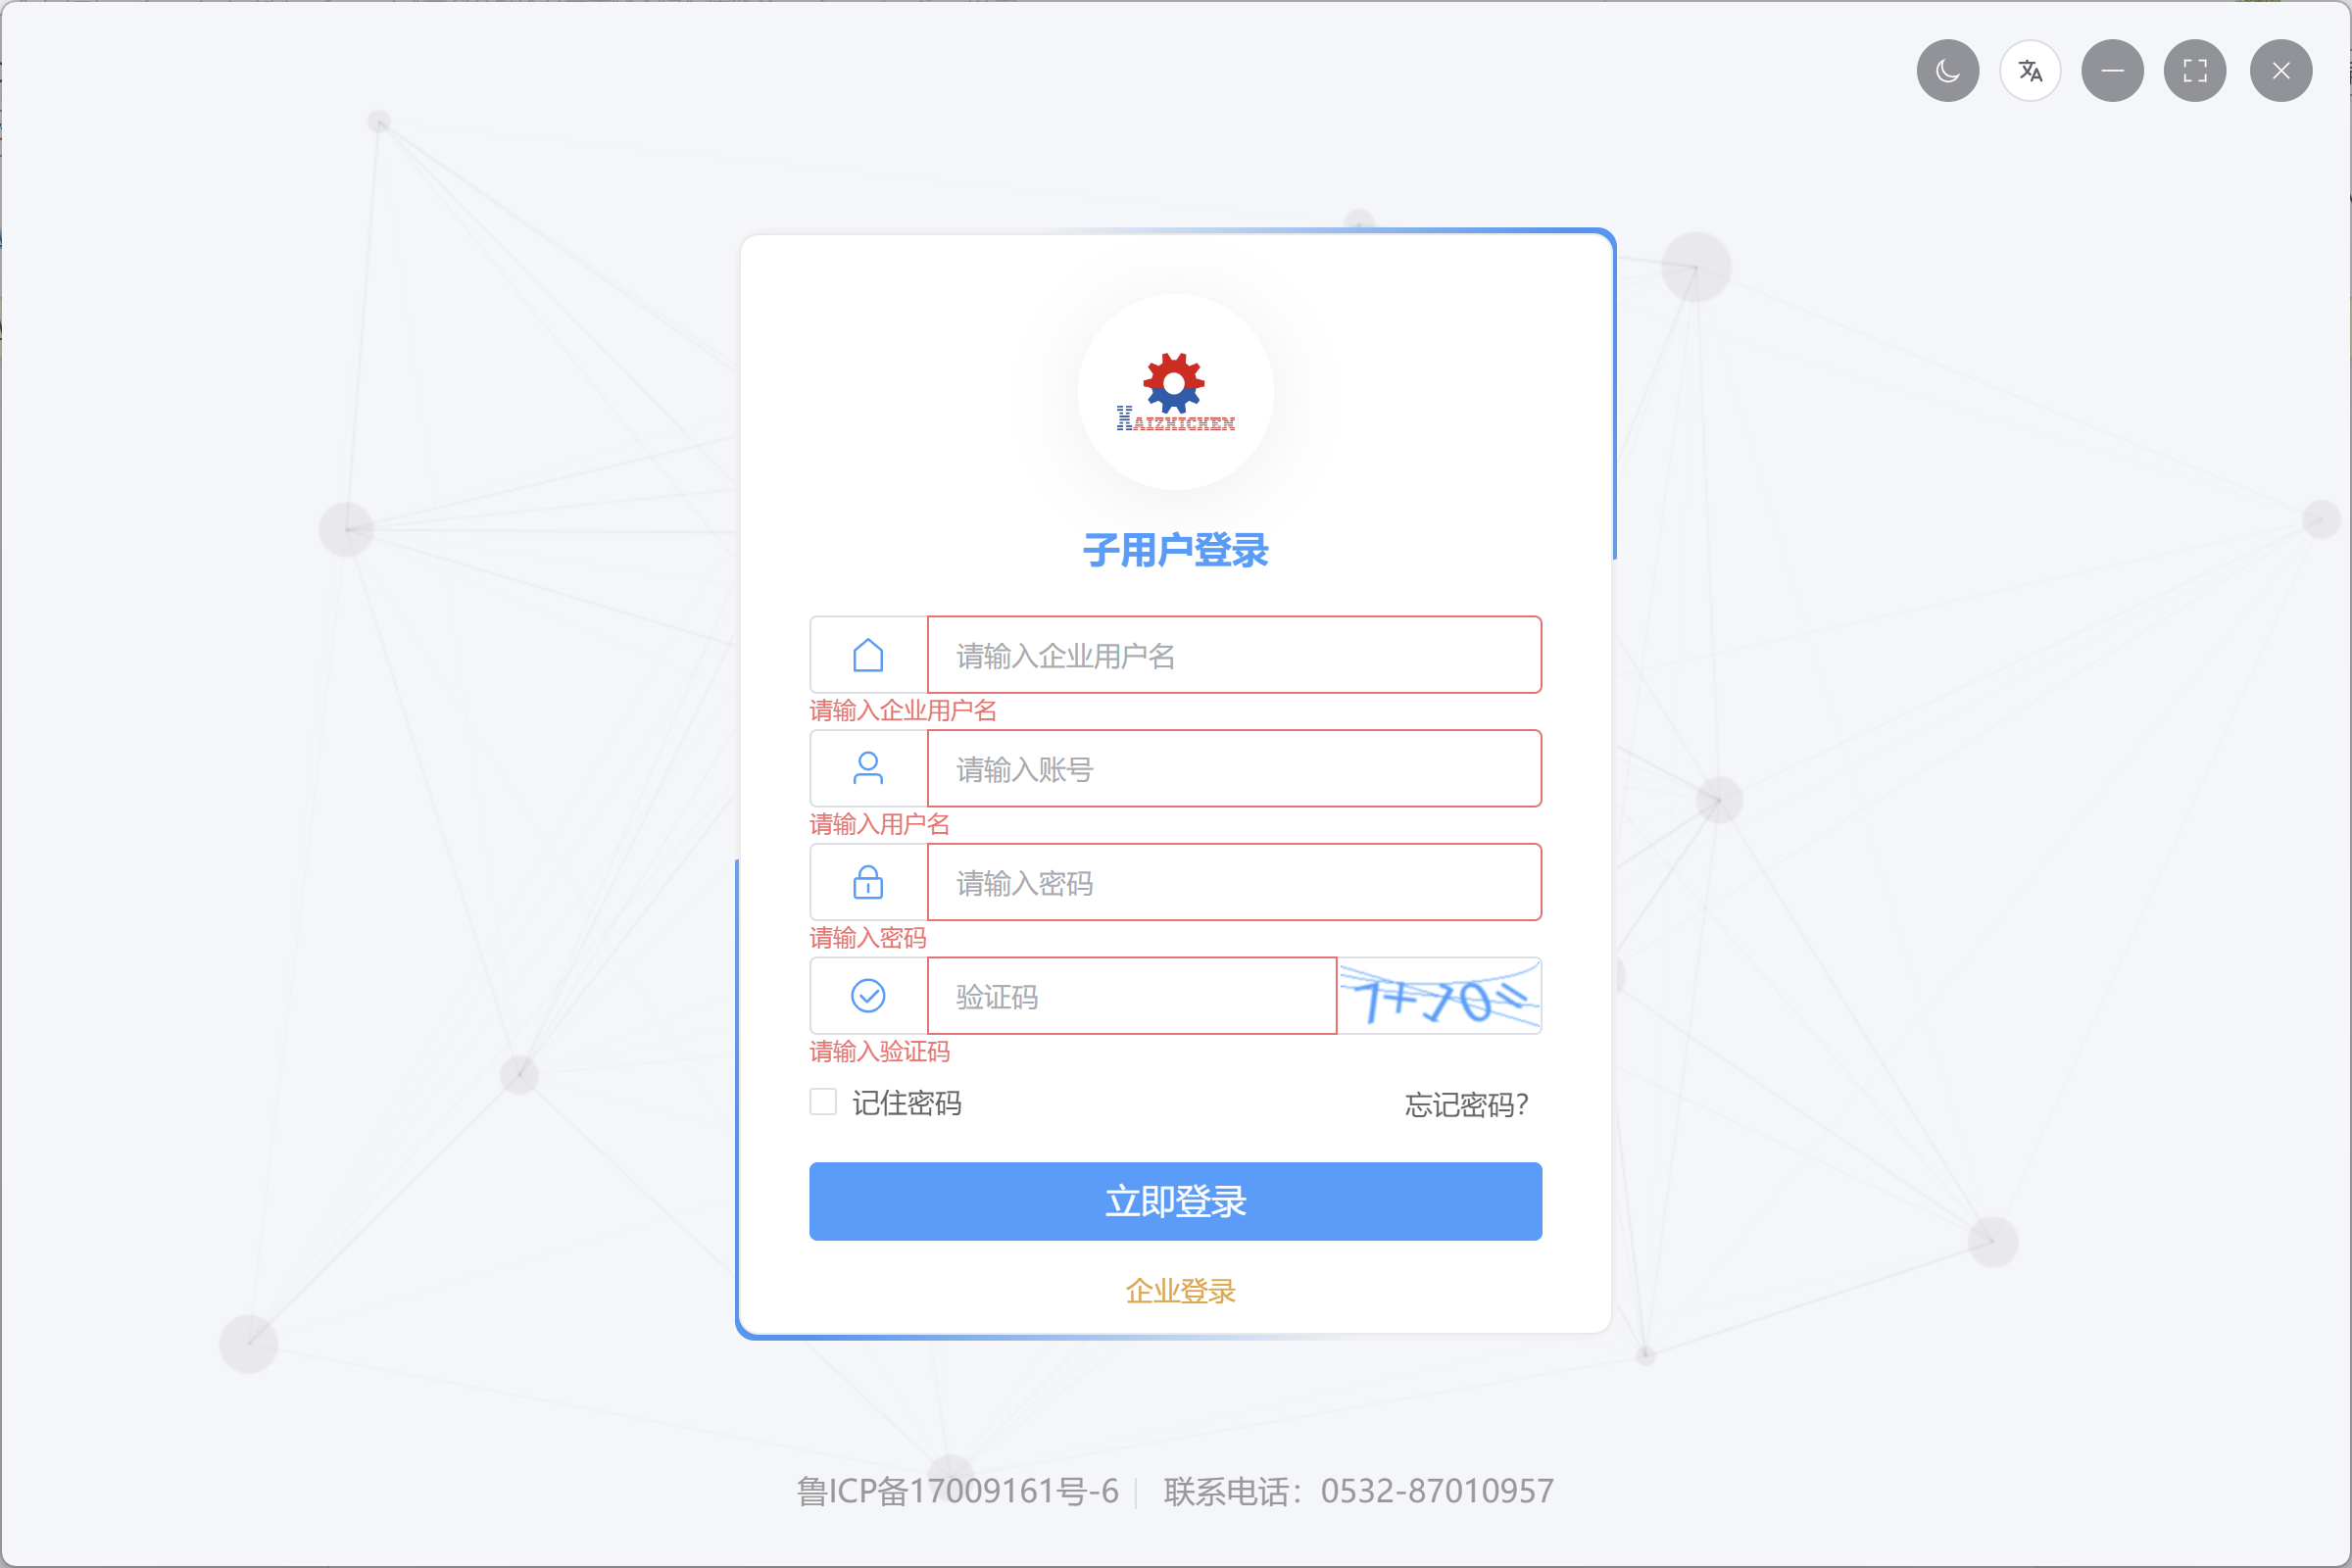 KAIZHICHEN
子用户登录
请输入企业用户名
请输入企业用户名
请输入账号
请输入用户名
请输入密码
请输入密码
验证码
请输入验证码
记住密码 忘记密码?
立即登录
企业登录
鲁ICP备17009161号-6 联系电话：0532-87010957